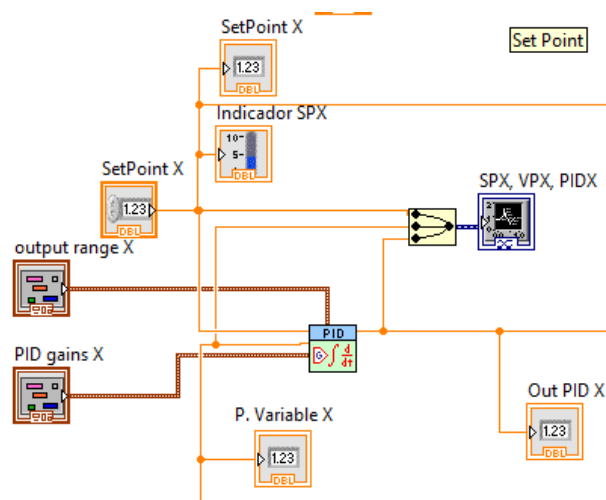 SetPoint X
1.23
DBL
Set Point
Indicador SPX
10-
5-
DBL
SetPoint X
1.23
DBL
SPX, VPX, PIDX
output range X
PID
d
dt
PID gains X
P. Variable X
1.23
DBL
Out PID X
1.23
DBL